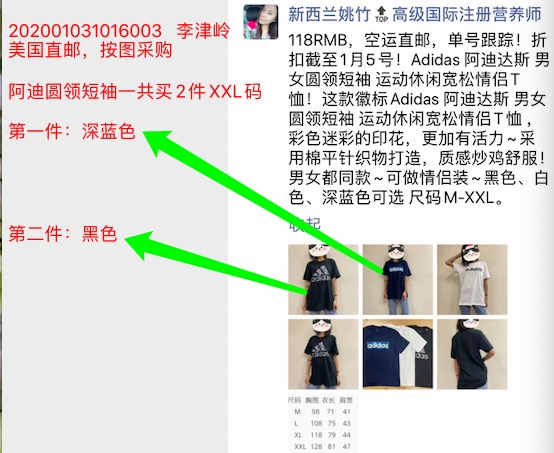 202001031016003 李津岭
美国直邮，按图采购
阿迪圆领短袖一共买2件XXL码
第一件：深蓝色
第二件：黑色
新西兰姚竹 TOP 高级国际注册营养师
118RMB，空运直邮，单号跟踪！折
扣截至1月5号！Adidas 阿迪达斯 男
女圆领短袖 运动休闲宽松情侣T
恤！这款徽标Adidas 阿迪达斯 男女
圆领短袖 运动休闲宽松情侣T恤，
彩色迷彩的印花，更加有活力~采
用棉平针织物打造，质感炒鸡舒服！
男女都同款~可做情侣装~黑色、白
色、深蓝色可选 尺码M-XXL。
收起
adidas
adidas
adidas
adidas
adidas
adidas
尺码 胸围 衣长 肩宽
M 98 71 41
L 108 75 43
XL 118 79 44
XXL 128 81 47